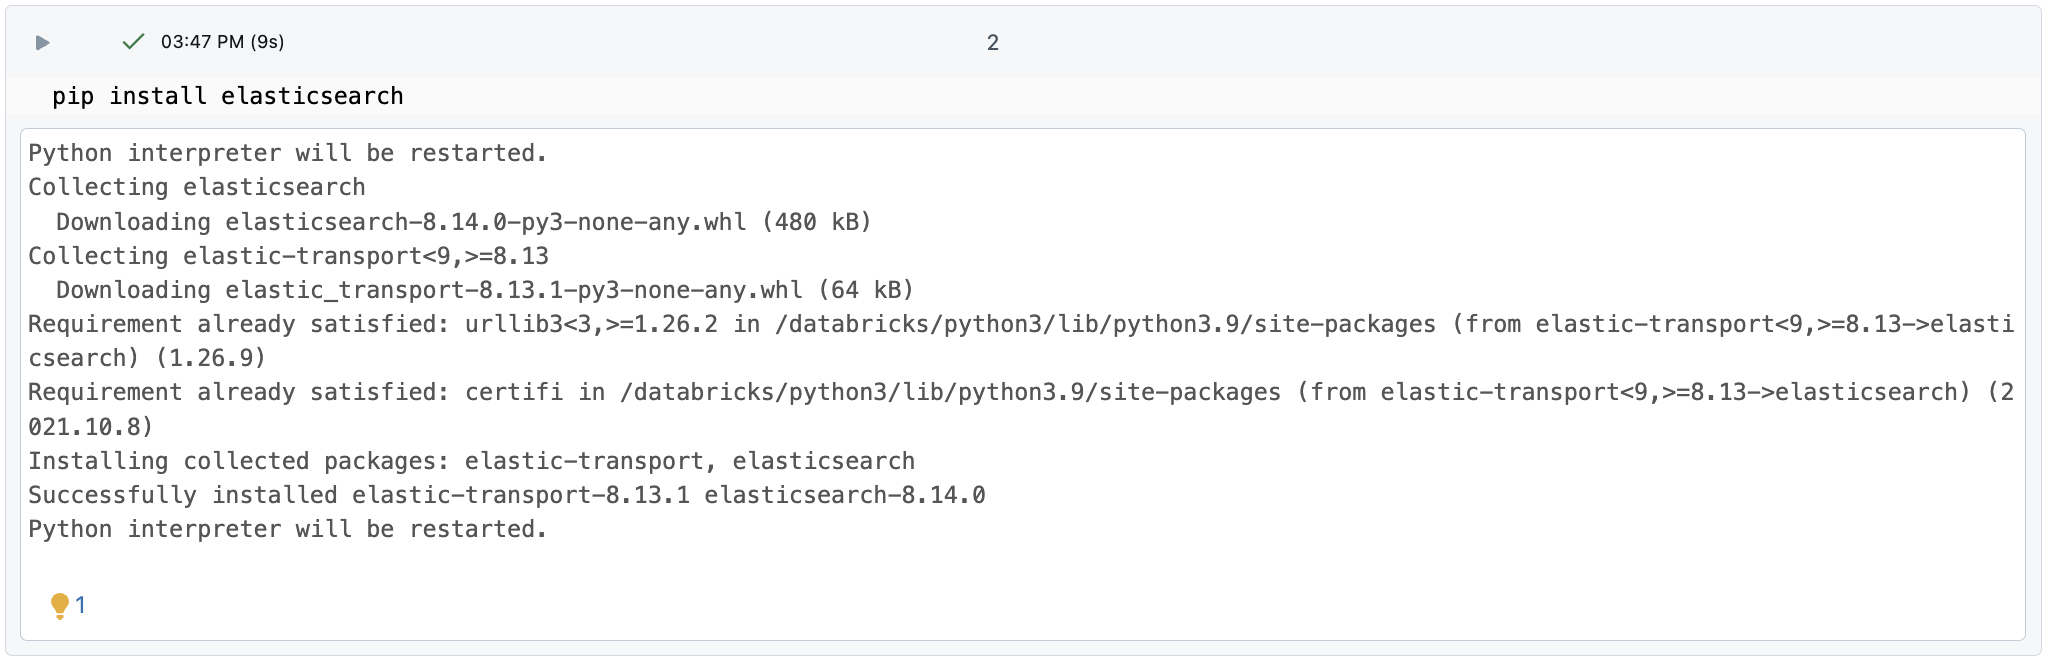 03:47 PM (9s)
2
pip install elasticsearch
Python interpreter will be restarted.
Collecting elasticsearch
  Downloading elasticsearch-8.14.0-py3-none-any.whl (480 kB)
Collecting elastic-transport<9,>=8.13
  Downloading elastic_transport-8.13.1-py3-none-any.whl (64 kB)
Requirement already satisfied: urllib3<3,>=1.26.2 in /databricks/python3/lib/python3.9/site-packages (from elastic-transport<9,>=8.13->elasti
csearch) (1.26.9)
Requirement already satisfied: certifi in /databricks/python3/lib/python3.9/site-packages (from elastic-transport<9,>=8.13->elasticsearch) (2
021.10.8)
Installing collected packages: elastic-transport, elasticsearch
Successfully installed elastic-transport-8.13.1 elasticsearch-8.14.0
Python interpreter will be restarted.
1